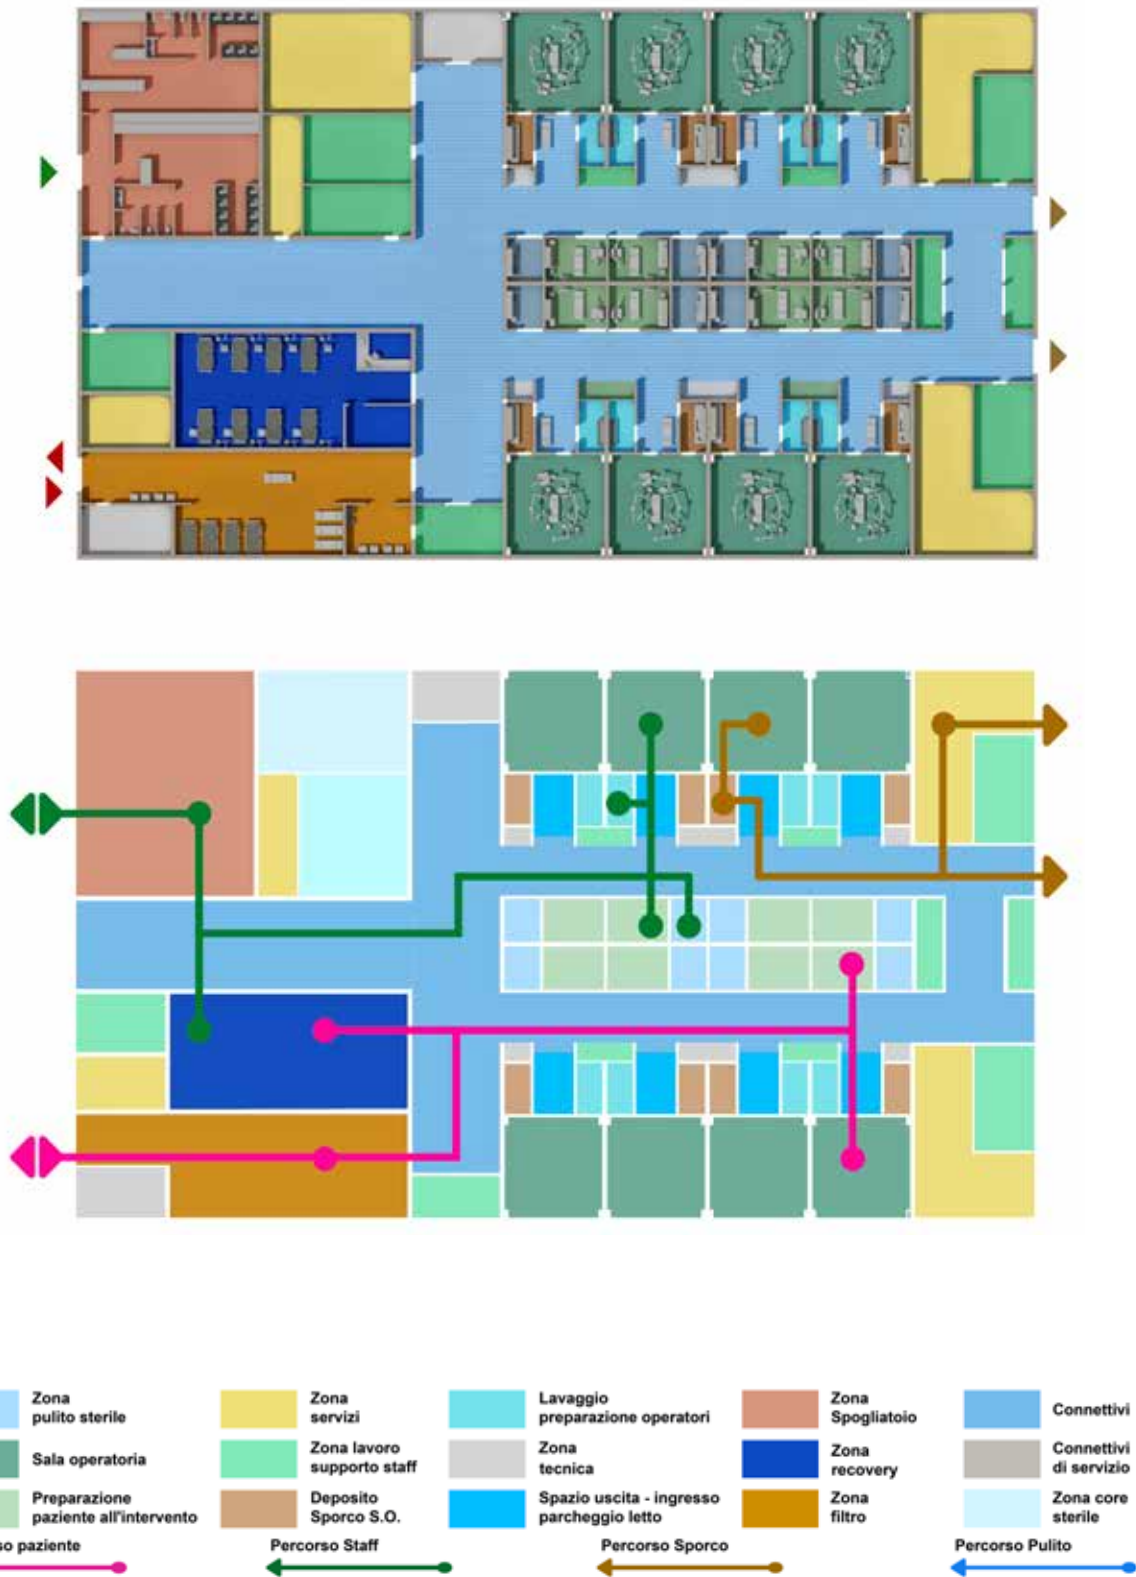 Zona
pulito sterile
Zona
servizi
Lavaggio
preparazione operatori
Zona
Spogliatoio
Connettivi
Sala operatoria
Zona lavoro
supporto staff
Zona
tecnica
Zona
recovery
Connettivi
di servizio
Preparazione
paziente all'intervento
Deposito
Sporco S.O.
Spazio uscita - ingresso
parcheggio letto
Zona
filtro
Zona core
sterile
so paziente
Percorso Staff
Percorso Sporco
Percorso Pulito